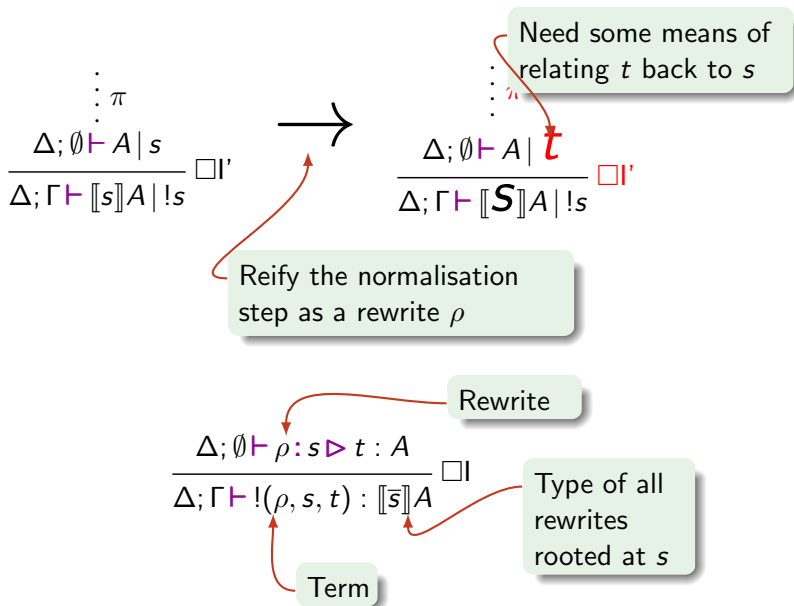 Need some means of
relating t back to s
π
π
Δ; ∅ ⊢ A | s
□I’
Δ; Γ ⊢ ⟦s⟧A | !s
Δ; ∅ ⊢ A | t
□I’
Δ; Γ ⊢ ⟦s⟧A | !s
Reify the normalisation
step as a rewrite ρ
Rewrite
Δ; ∅ ⊢ ρ : s ▷ t : A
□I
Δ; Γ ⊢ !(ρ, s, t) : ⟦s̅⟧A
Type of all
rewrites
rooted at s
Term